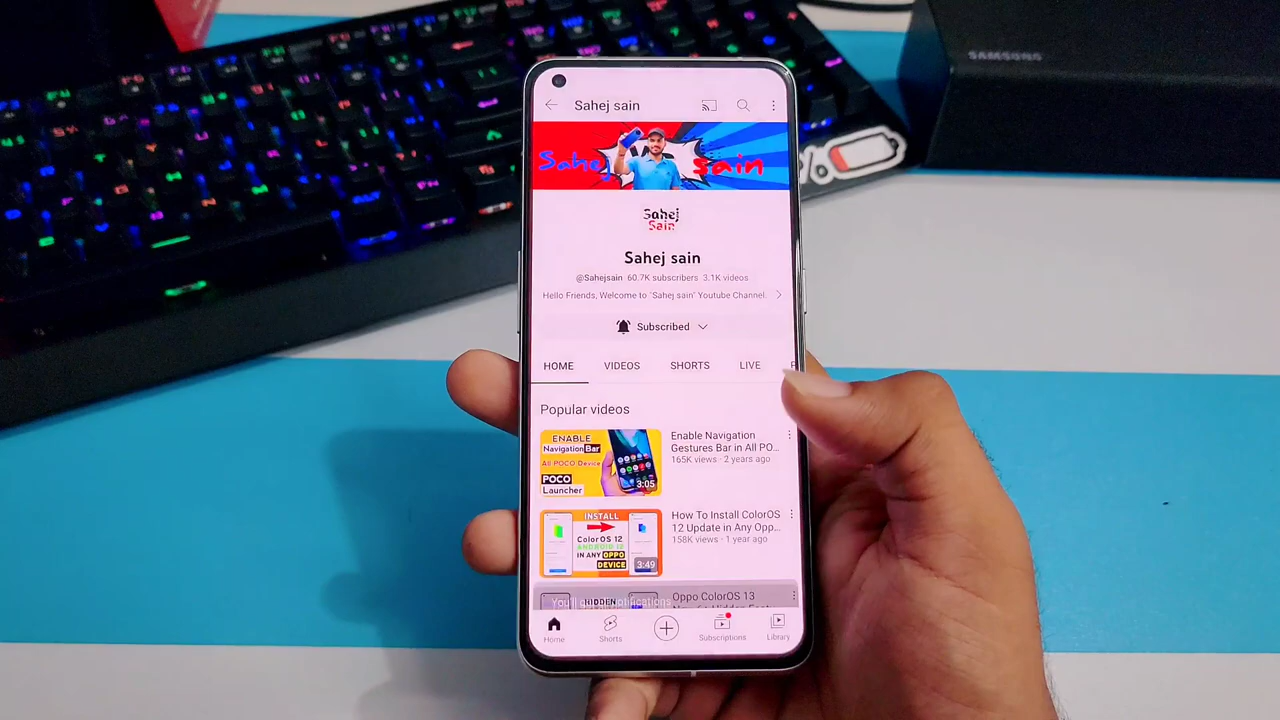 SAMSUNG
%
Sahej sain
Sahej sain
Sahej
Sain
Sahej sain
@Sahejsain 60.7K subscribers 3.1K videos
Hello Friends, Welcome to "Sahej sain" Youtube Channel.
Subscribed
HOME VIDEOS SHORTS LIVE
Popular videos
ENABLE
Navigation Bar
All POCO Device
POCO
Launcher
3:05
Enable Navigation
Gestures Bar in All PO...
165K views · 2 years ago
INSTALL
ColorOS 12
ANDROID 12
IN ANY OPPO
DEVICE
3:49
How To Install ColorOS
12 Update in Any Opp...
158K views · 1 year ago
HIDDEN
Oppo ColorOS 13
Home Shorts Subscriptions Library